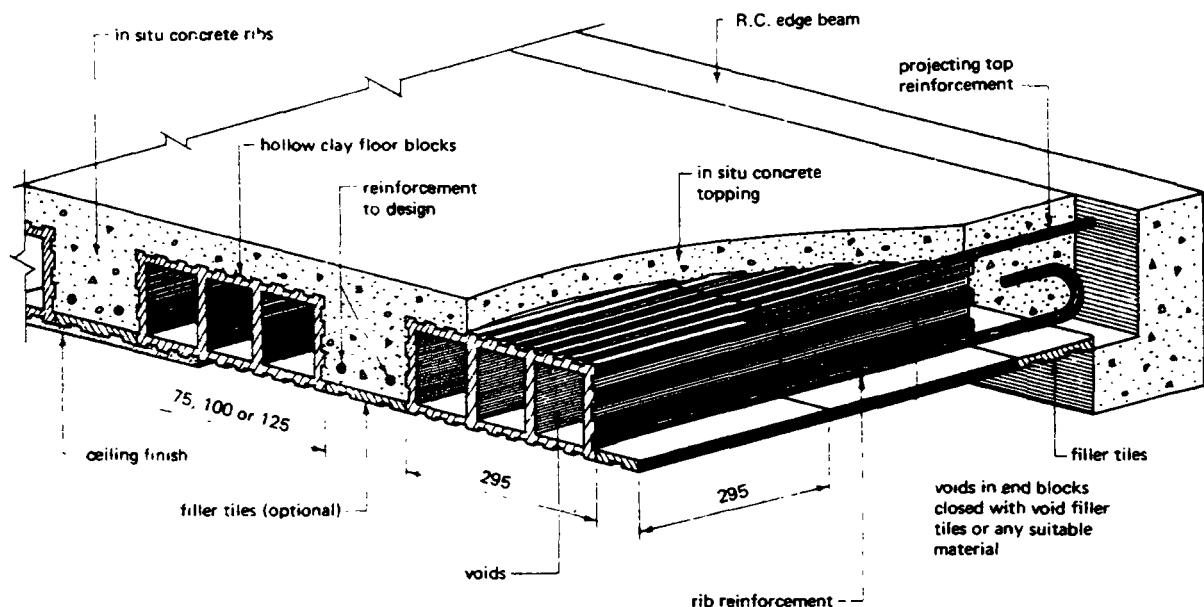 R.C. edge beam
in situ concrete ribs
projecting top
reinforcement
hollow clay floor blocks
reinforcement
to design
in situ concrete
topping
75, 100 or 125
ceiling finish
295
filler tiles (optional)
295
filler tiles
voids in end blocks
closed with void filler
tiles or any suitable
material
voids
rib reinforcement